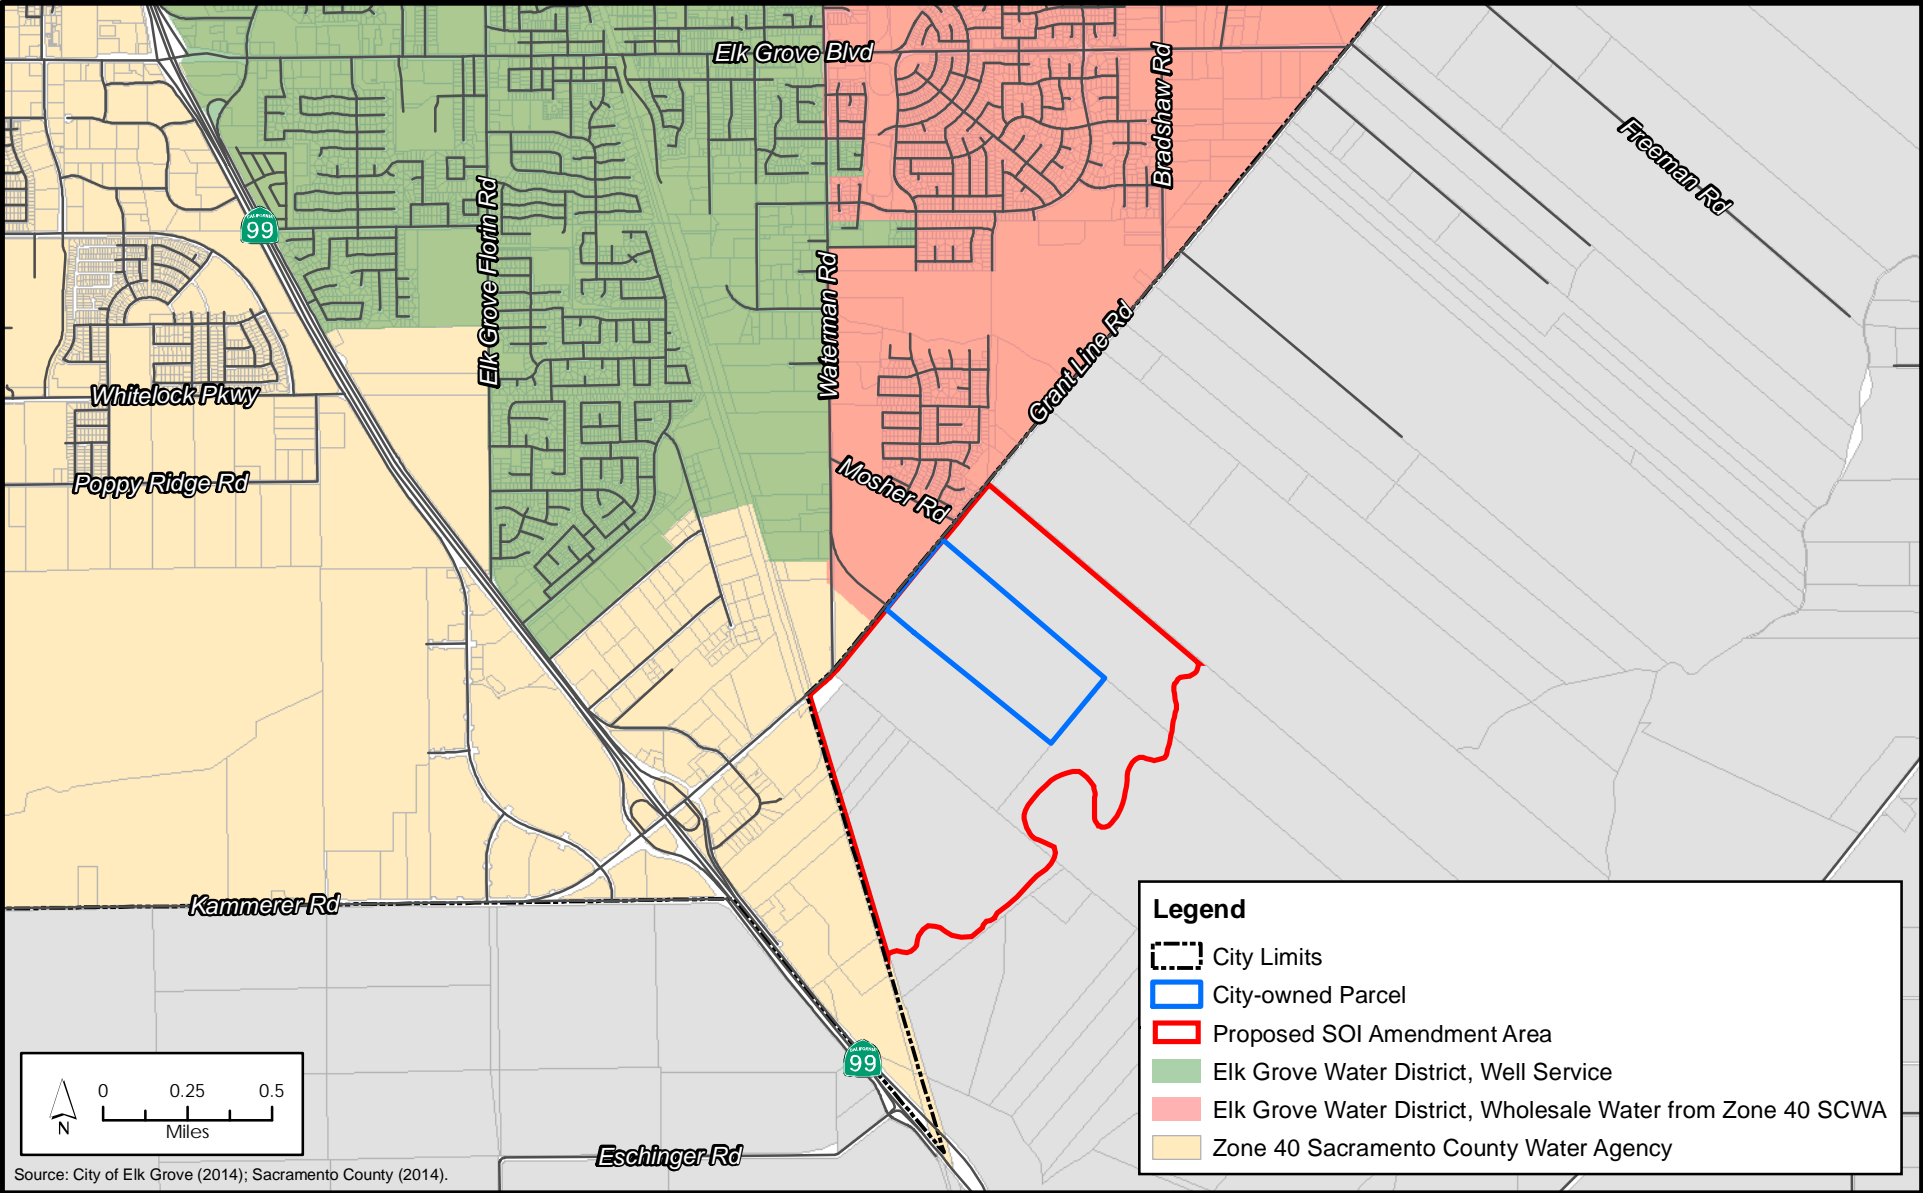 Elk Grove Blvd
Bradshaw Rd
Freeman Rd
CALIFORNIA
99
Elk Grove Florin Rd
Waterman Rd
Grant Line Rd
Whitelock Pkwy
Poppy Ridge Rd
Mosher Rd
Kammerer Rd
CALIFORNIA
99
Eschinger Rd
Legend
City Limits
City-owned Parcel
Proposed SOI Amendment Area
Elk Grove Water District, Well Service
Elk Grove Water District, Wholesale Water from Zone 40 SCWA
Zone 40 Sacramento County Water Agency
0 0.25 0.5
Miles
N
Source: City of Elk Grove (2014); Sacramento County (2014).